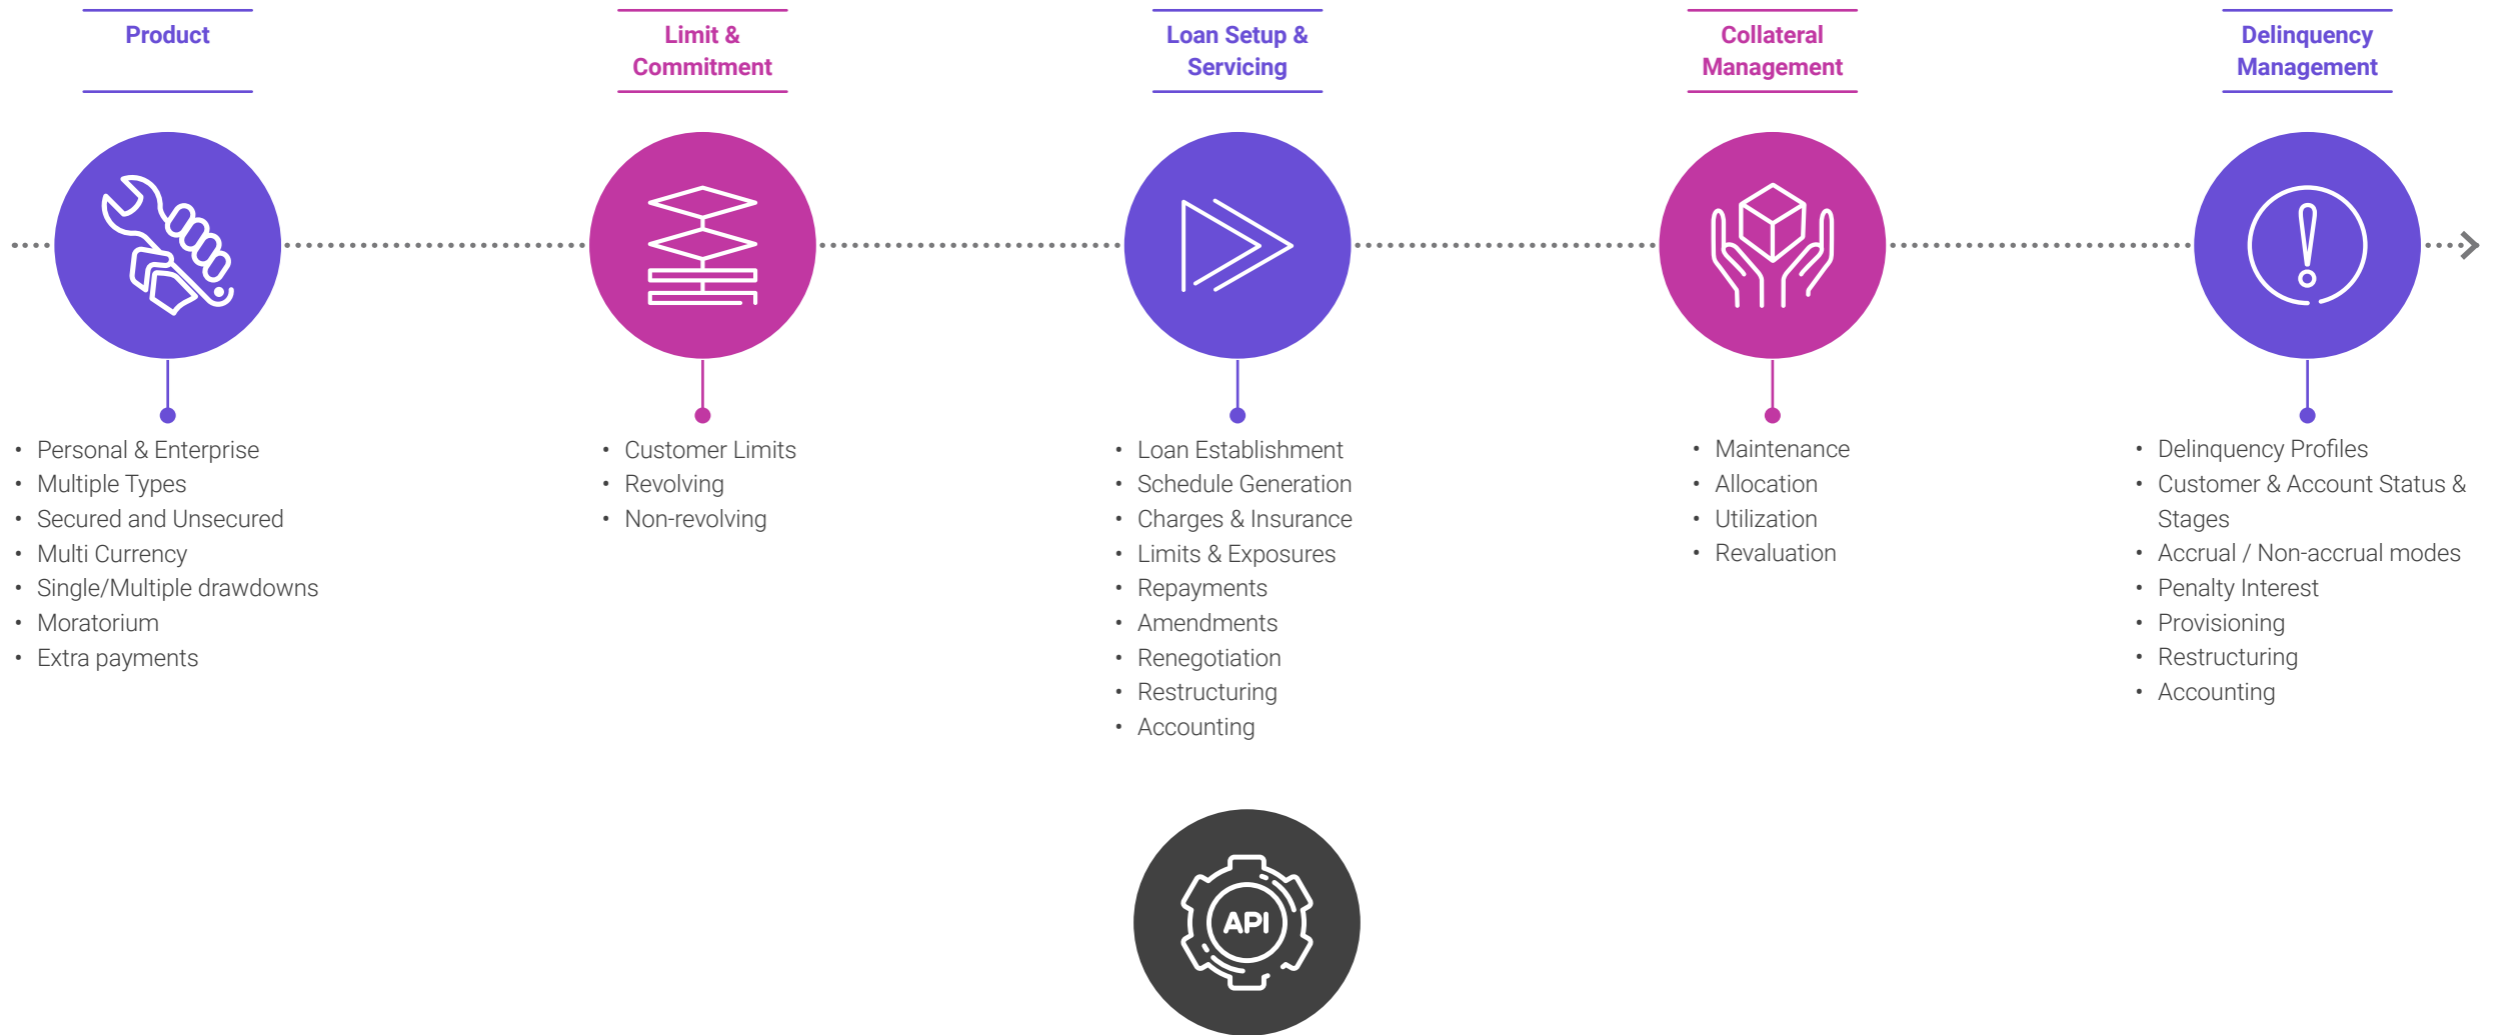 Product
Limit &
Commitment
Loan Setup &
Servicing
Collateral
Management
Delinquency
Management
• Personal & Enterprise
• Multiple Types
• Secured and Unsecured
• Multi Currency
• Single/Multiple drawdowns
• Moratorium
• Extra payments
• Customer Limits
• Revolving
• Non-revolving
• Loan Establishment
• Schedule Generation
• Charges & Insurance
• Limits & Exposures
• Repayments
• Amendments
• Renegotiation
• Restructuring
• Accounting
• Maintenance
• Allocation
• Utilization
• Revaluation
• Delinquency Profiles
• Customer & Account Status &
Stages
• Accrual / Non-accrual modes
• Penalty Interest
• Provisioning
• Restructuring
• Accounting
API